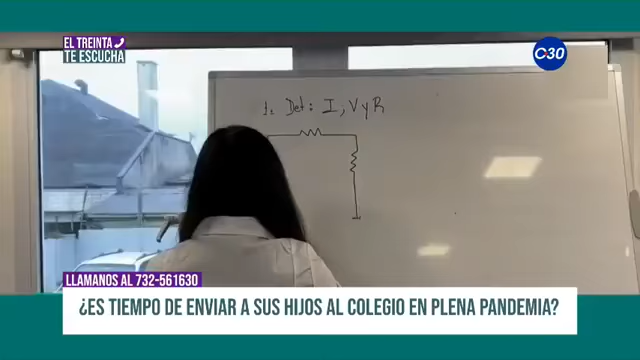 EL TREINTA
TE ESCUCHA
C30
1: Det: I, V y R
LLAMANOS AL 732-561630
¿ES TIEMPO DE ENVIAR A SUS HIJOS AL COLEGIO EN PLENA PANDEMIA?